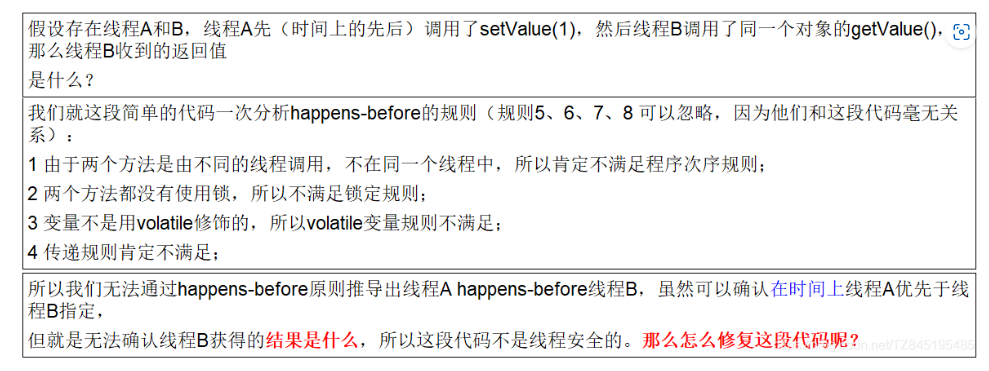 假设存在线程A和B，线程A先（时间上的先后）调用了setValue(1)，然后线程B调用了同一个对象的getValue()，
那么线程B收到的返回值
是什么？
我们就这段简单的代码一次分析happens-before的规则（规则5、6、7、8 可以忽略，因为他们和这段代码毫无关
系）：
1 由于两个方法是由不同的线程调用，不在同一个线程中，所以肯定不满足程序次序规则；
2 两个方法都没有使用锁，所以不满足锁定规则；
3 变量不是用volatile修饰的，所以volatile变量规则不满足；
4 传递规则肯定不满足；
所以我们无法通过happens-before原则推导出线程A happens-before线程B，虽然可以确认在时间上线程A优先于线
程B指定，
但就是无法确认线程B获得的结果是什么，所以这段代码不是线程安全的。那么怎么修复这段代码呢？
.net/TZ845195485